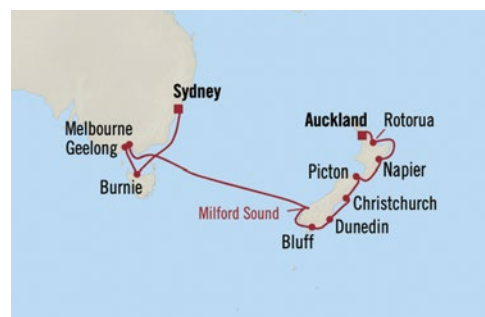 Sydney
Melbourne
Geelong
Burnie
Auckland
Rotorua
Picton
Napier
Christchurch
Milford Sound
Dunedin
Bluff